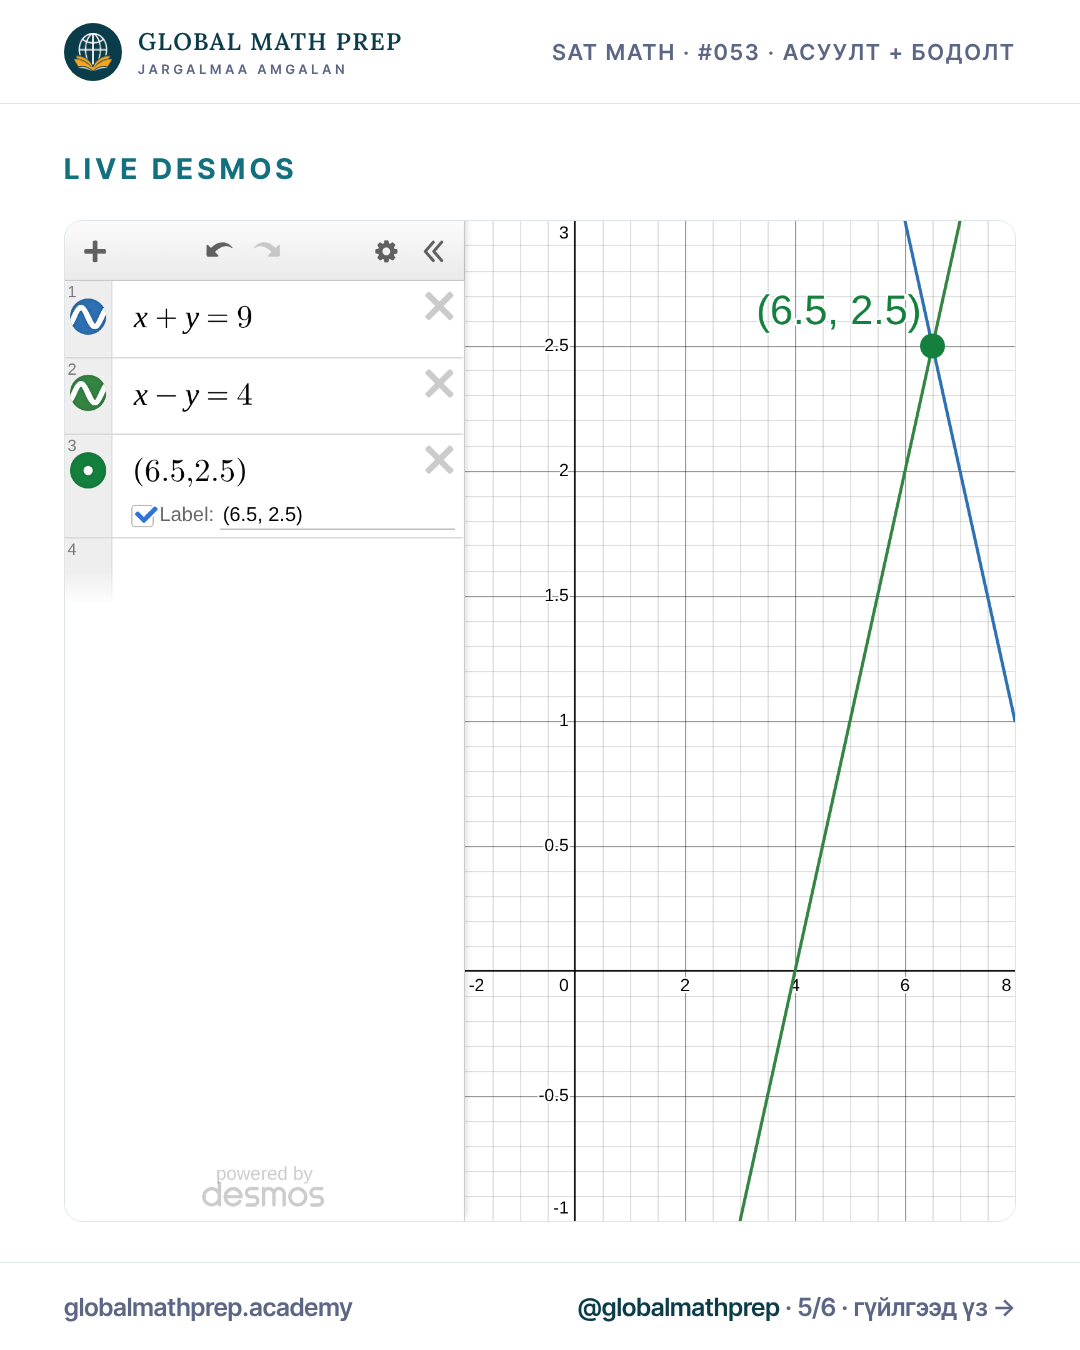 GLOBAL MATH PREP
JARGALMAA AMGALAN
SAT MATH · #053 · АСУУЛТ + БОДОЛТ
LIVE DESMOS
1
x + y = 9
2
x − y = 4
3
(6.5,2.5)
Label: (6.5, 2.5)
4
powered by
desmos
3
(6.5, 2.5)
2.5
2
1.5
1
0.5
-2 0 2 4 6 8
-0.5
-1
globalmathprep.academy
@globalmathprep · 5/6 · гүйлгээд үз →